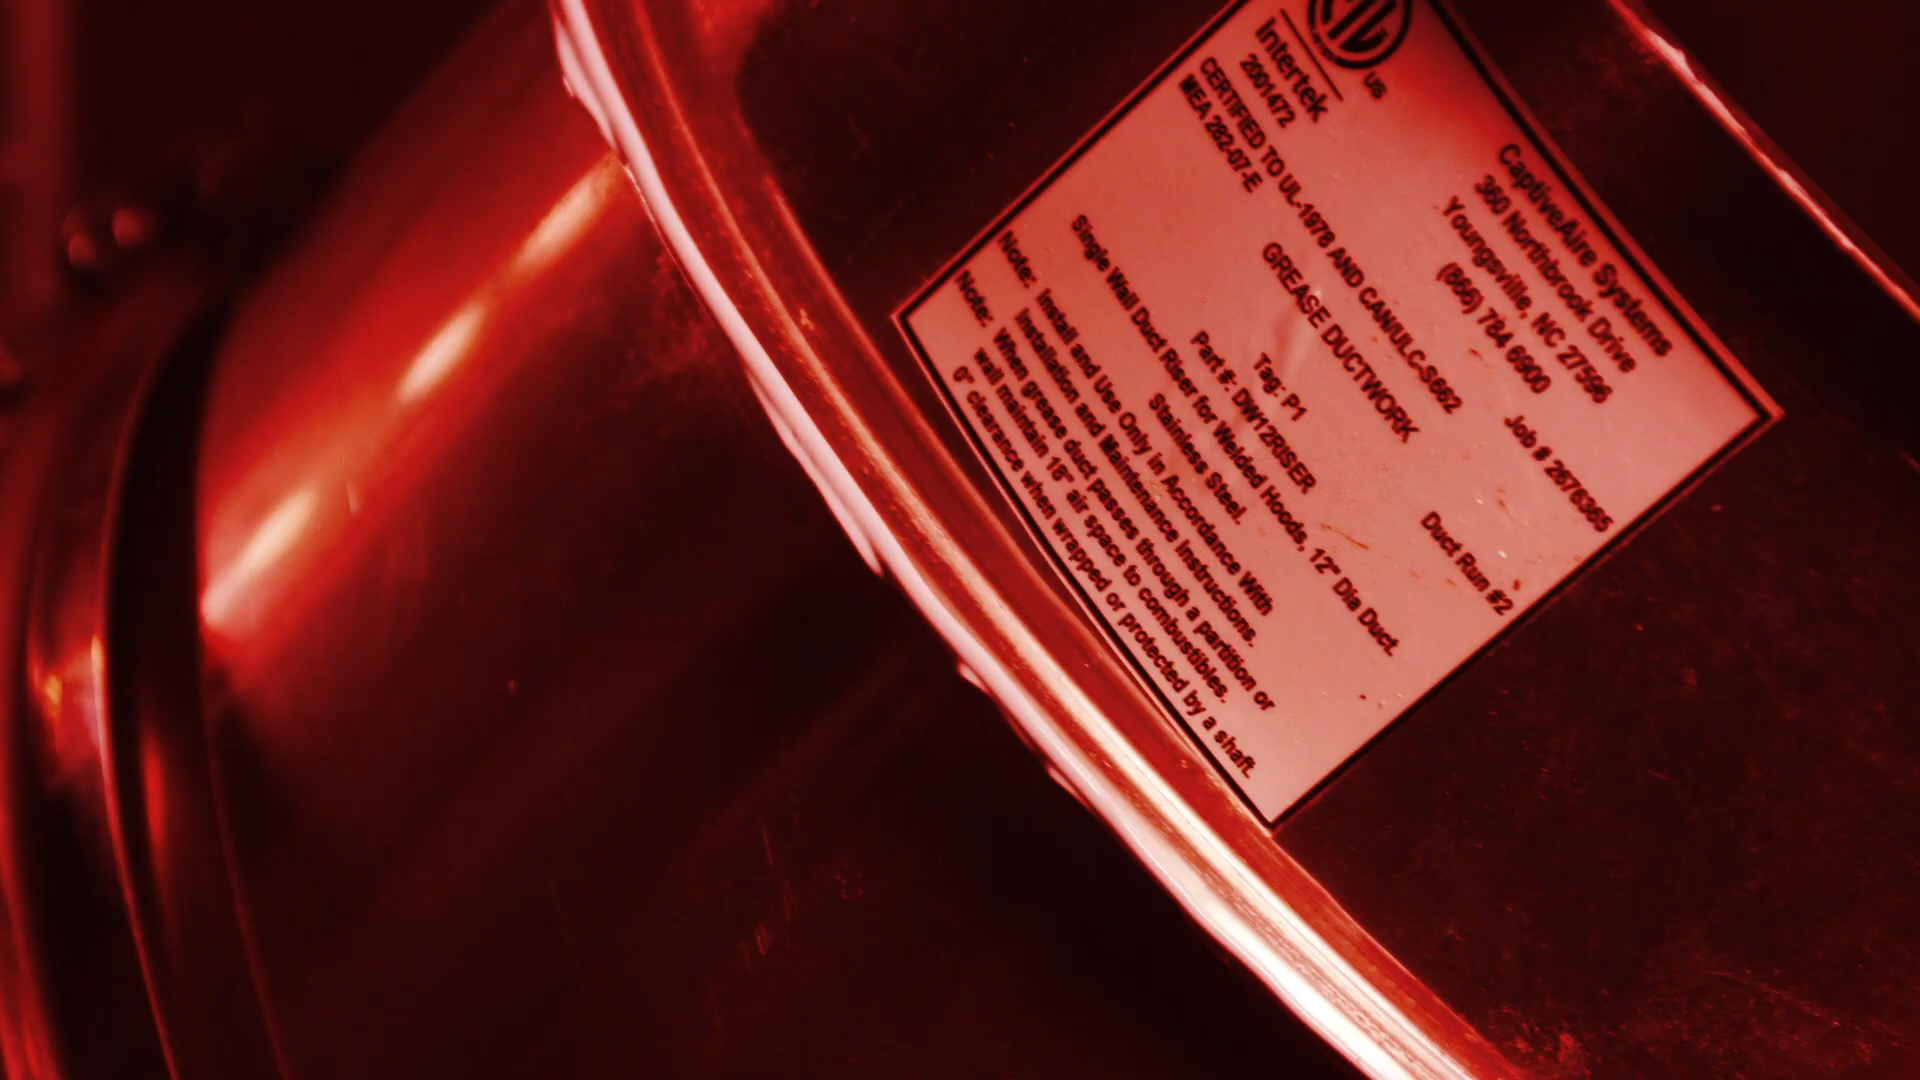 US
Intertek
2001472
CERTIFIED TO UL-1978 AND CAN/ULC-S662
MEA 282-07-E
CaptiveAire Systems
360 Northbrook Drive
Youngsville, NC 27596
(866) 784 6900
Job # 2876365
Duct Run #2
GREASE DUCTWORK
Tag: P1
Part #: DW12RISER
Single Wall Duct Riser for Welded Hoods, 12" Dia Duct.
Stainless Steel.
Note: Install and Use Only in Accordance With
Installation and Maintenance Instructions.
Note: When grease duct passes through a partition or
wall maintain 18" air space to combustibles.
0" clearance when wrapped or protected by a shaft.